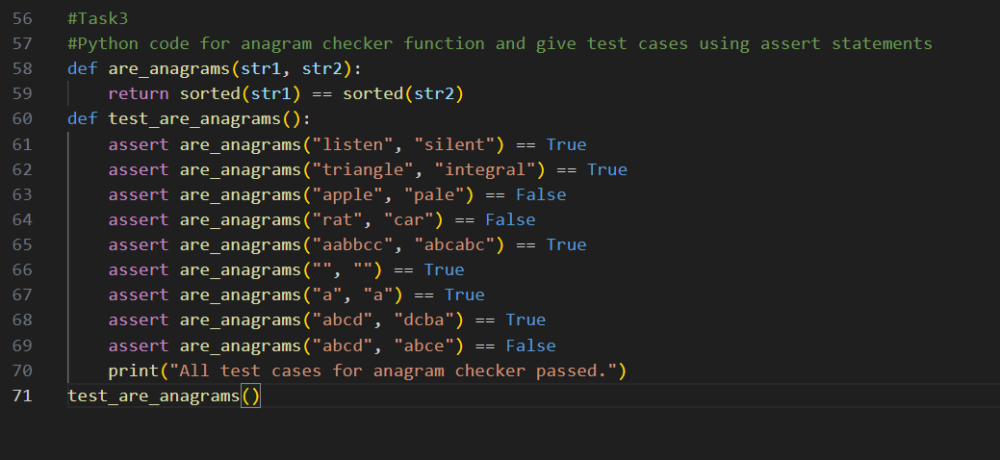 56 #Task3
57 #Python code for anagram checker function and give test cases using assert statements
58 def are_anagrams(str1, str2):
59     return sorted(str1) == sorted(str2)
60 def test_are_anagrams():
61     assert are_anagrams("listen", "silent") == True
62     assert are_anagrams("triangle", "integral") == True
63     assert are_anagrams("apple", "pale") == False
64     assert are_anagrams("rat", "car") == False
65     assert are_anagrams("aabbcc", "abcabc") == True
66     assert are_anagrams("", "") == True
67     assert are_anagrams("a", "a") == True
68     assert are_anagrams("abcd", "dcba") == True
69     assert are_anagrams("abcd", "abce") == False
70     print("All test cases for anagram checker passed.")
71 test_are_anagrams()